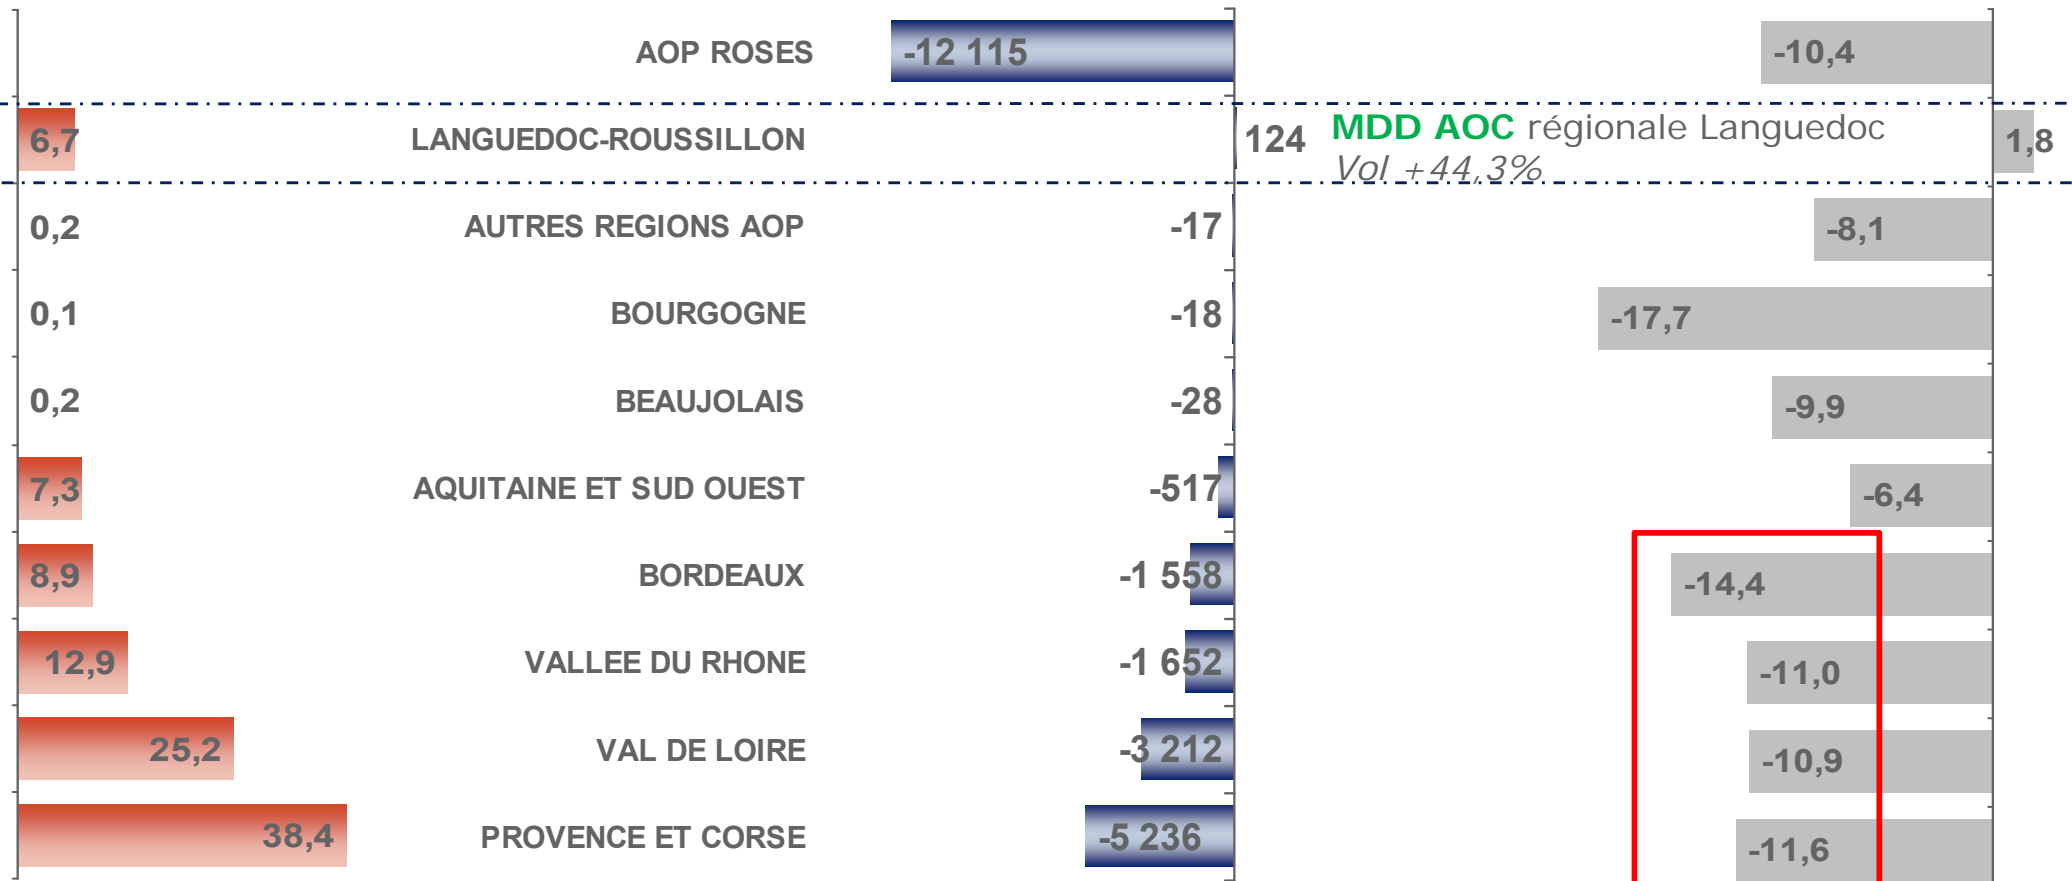 AOP ROSES -12 115 -10,4
6,7 LANGUEDOC-ROUSSILLON 124 MDD AOC régionale Languedoc 1,8
Vol +44,3%
0,2 AUTRES REGIONS AOP -17 -8,1
0,1 BOURGOGNE -18 -17,7
0,2 BEAUJOLAIS -28 -9,9
7,3 AQUITAINE ET SUD OUEST -517 -6,4
8,9 BORDEAUX -1 558 -14,4
12,9 VALLEE DU RHONE -1 652 -11,0
25,2 VAL DE LOIRE -3 212 -10,9
38,4 PROVENCE ET CORSE -5 236 -11,6